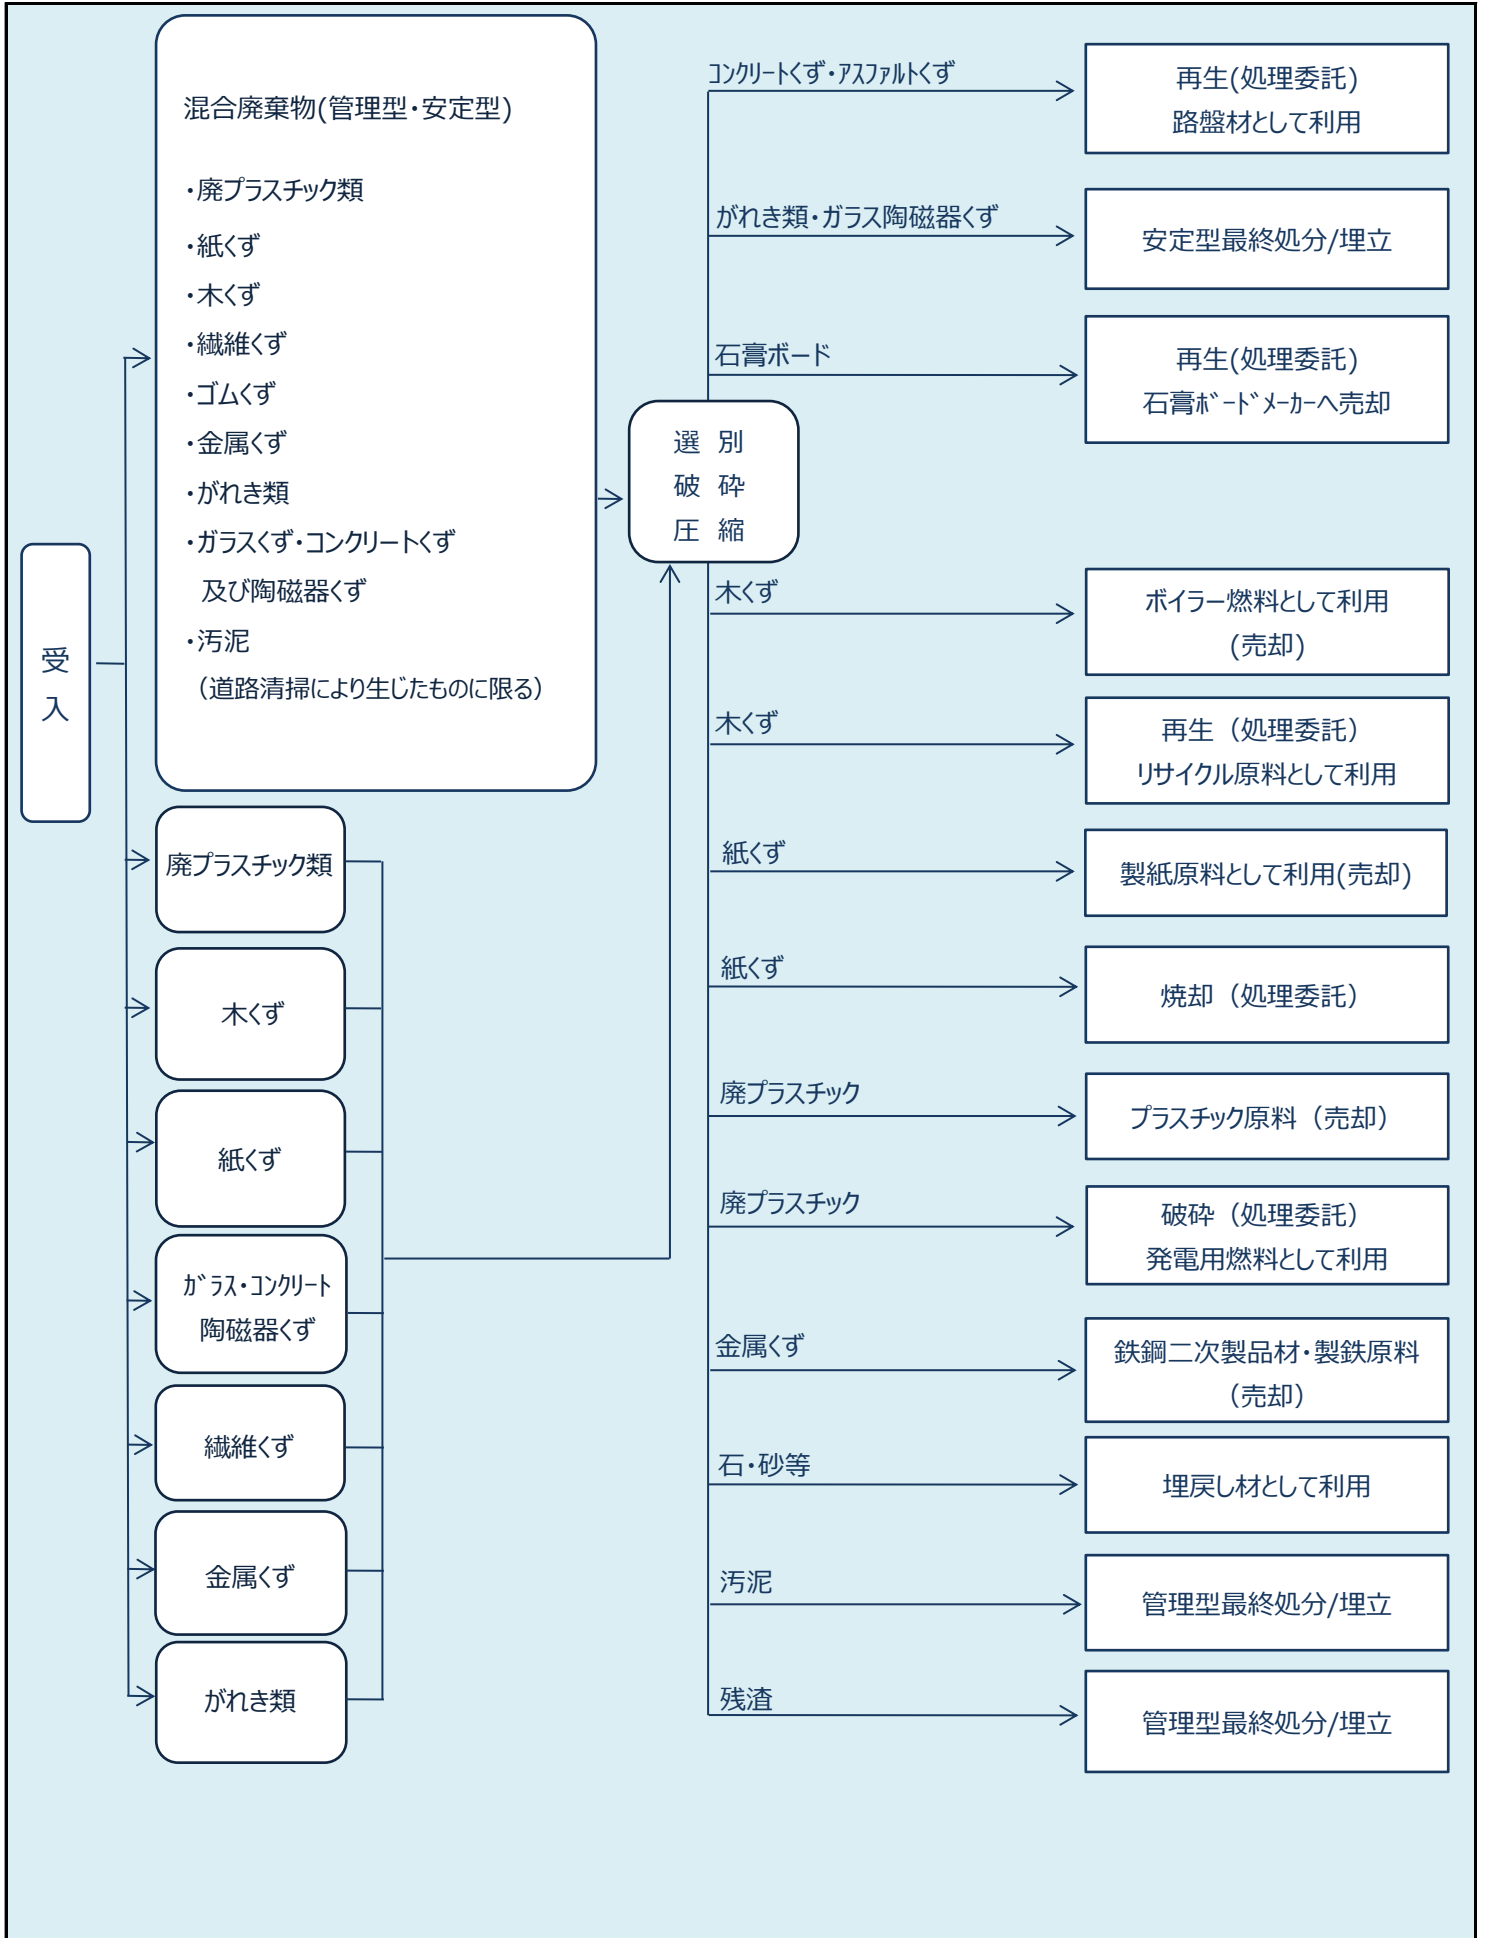 受
入
混合廃棄物(管理型・安定型)
・廃プラスチック類
・紙くず
・木くず
・繊維くず
・ゴムくず
・金属くず
・がれき類
・ガラスくず・コンクリートくず
及び陶磁器くず
・汚泥
（道路清掃により生じたものに限る）
廃プラスチック類
木くず
紙くず
ｶﾞﾗｽ・ｺﾝｸﾘｰﾄ
陶磁器くず
繊維くず
金属くず
がれき類
選 別
破 砕
圧 縮
ｺﾝｸﾘｰﾄくず・ｱｽﾌｧﾙﾄくず
再生(処理委託)
路盤材として利用
がれき類・ガラス陶磁器くず
安定型最終処分/埋立
石膏ボード
再生(処理委託)
石膏ﾎﾞｰﾄﾞﾒｰｶｰへ売却
木くず
ボイラー燃料として利用
(売却)
木くず
再生（処理委託）
リサイクル原料として利用
紙くず
製紙原料として利用(売却)
紙くず
焼却（処理委託）
廃プラスチック
プラスチック原料（売却）
廃プラスチック
破砕（処理委託）
発電用燃料として利用
金属くず
鉄鋼二次製品材・製鉄原料
（売却）
石・砂等
埋戻し材として利用
汚泥
管理型最終処分/埋立
残渣
管理型最終処分/埋立